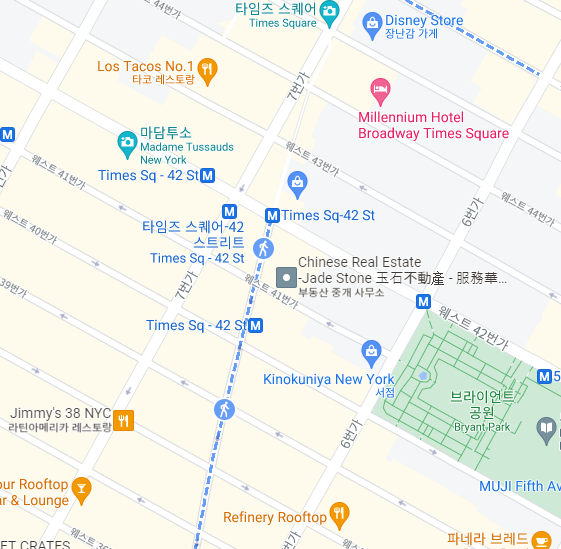 웨스트 44번가
타임즈 스퀘어
Times Square
Disney Store
장난감 가게
Los Tacos No.1
타코 레스토랑
7번가
Millennium Hotel
Broadway Times Square
마담투소
Madame Tussauds
New York
웨스트 43번가
Times Sq - 42 St
웨스트 41번가
웨스트 44번가
6번가
Times Sq-42 St
웨스트 40번가
타임즈 스퀘어-42
스트리트
Times Sq - 42 St
Chinese Real Estate
-Jade Stone 玉石不動產 - 服務華...
부동산 중개 사무소
7번가
웨스트 41번가
39번가
웨스트 42번가
Times Sq - 42 St
Kinokuniya New York
서점
5
브라이언트
공원
Bryant Park
Jimmy's 38 NYC
라틴아메리카 레스토랑
6번가
our Rooftop
ar & Lounge
MUJI Fifth Av
Refinery Rooftop
파네라 브레드
ET CRATES